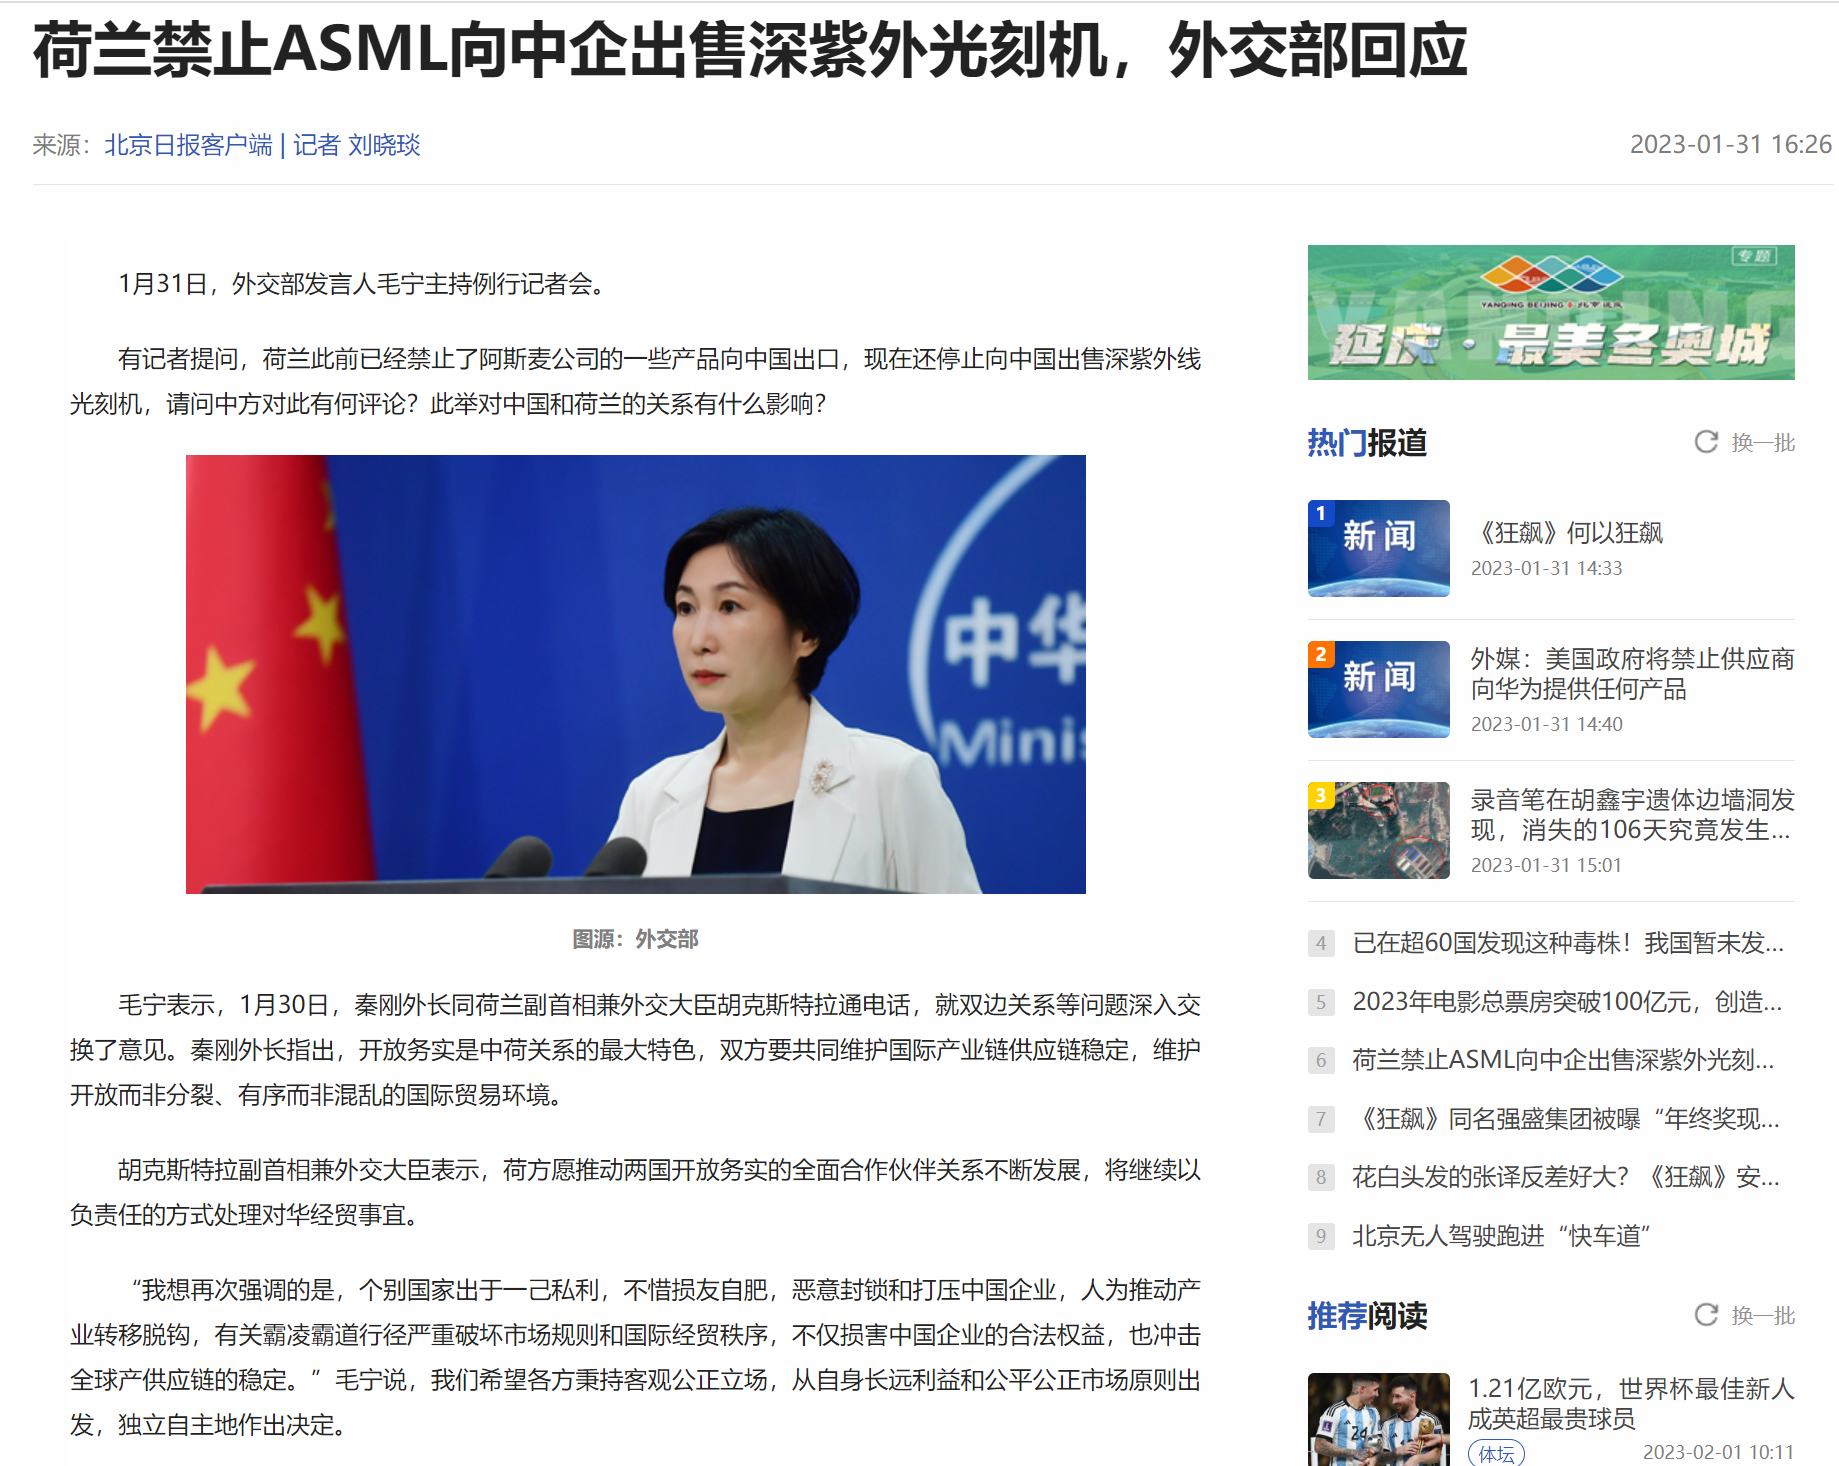 荷兰禁止ASML向中企出售深紫外光刻机，外交部回应
来源：北京日报客户端 | 记者 刘晓琰
2023-01-31 16:26
1月31日，外交部发言人毛宁主持例行记者会。
有记者提问，荷兰此前已经禁止了阿斯麦公司的一些产品向中国出口，现在还停止向中国出售深紫外线
光刻机，请问中方对此有何评论？此举对中国和荷兰的关系有什么影响？
中华
Minis
图源：外交部
毛宁表示，1月30日，秦刚外长同荷兰副首相兼外交大臣胡克斯特拉通电话，就双边关系等问题深入交
换了意见。秦刚外长指出，开放务实是中荷关系的最大特色，双方要共同维护国际产业链供应链稳定，维护
开放而非分裂、有序而非混乱的国际贸易环境。
胡克斯特拉副首相兼外交大臣表示，荷方愿推动两国开放务实的全面合作伙伴关系不断发展，将继续以
负责任的方式处理对华经贸事宜。
“我想再次强调的是，个别国家出于一己私利，不惜损友自肥，恶意封锁和打压中国企业，人为推动产
业转移脱钩，有关霸凌霸道行径严重破坏市场规则和国际经贸秩序，不仅损害中国企业的合法权益，也冲击
全球产供应链的稳定。”毛宁说，我们希望各方秉持客观公正立场，从自身长远利益和公平公正市场原则出
发，独立自主地作出决定。
专题
YANQING BEIJING 北京延庆
延庆·最美冬奥城
热门报道
换一批
1
新闻
《狂飙》何以狂飙
2023-01-31 14:33
2
新闻
外媒：美国政府将禁止供应商
向华为提供任何产品
2023-01-31 14:40
3
录音笔在胡鑫宇遗体边墙洞发
现，消失的106天究竟发生...
2023-01-31 15:01
4 已在超60国发现这种毒株！我国暂未发...
5 2023年电影总票房突破100亿元，创造...
6 荷兰禁止ASML向中企出售深紫外光刻...
7 《狂飙》同名强盛集团被曝“年终奖现...
8 花白头发的张译反差好大？《狂飙》安...
9 北京无人驾驶跑进“快车道”
推荐阅读
换一批
24
1.21亿欧元，世界杯最佳新人
成英超最贵球员
体坛
2023-02-01 10:11